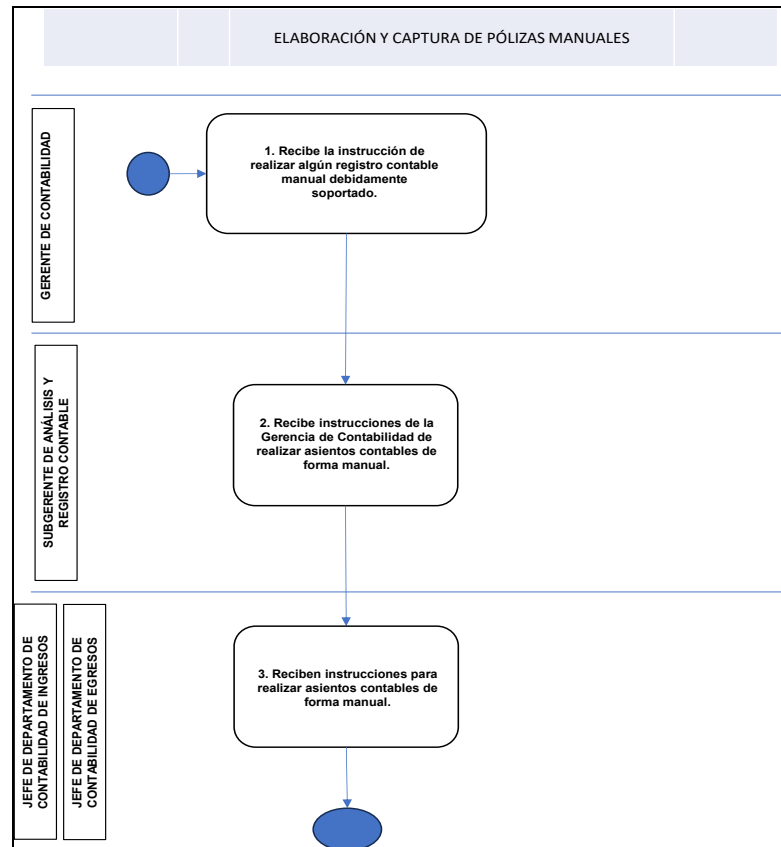 ELABORACIÓN Y CAPTURA DE PÓLIZAS MANUALES
GERENTE DE CONTABILIDAD
1. Recibe la instrucción de
realizar algún registro contable
manual debidamente
soportado.
SUBGERENTE DE ANÁLISIS Y
REGISTRO CONTABLE
2. Recibe instrucciones de la
Gerencia de Contabilidad de
realizar asientos contables de
forma manual.
JEFE DE DEPARTAMENTO DE
CONTABILIDAD DE INGRESOS
JEFE DE DEPARTAMENTO DE
CONTABILIDAD DE EGRESOS
3. Reciben instrucciones para
realizar asientos contables de
forma manual.